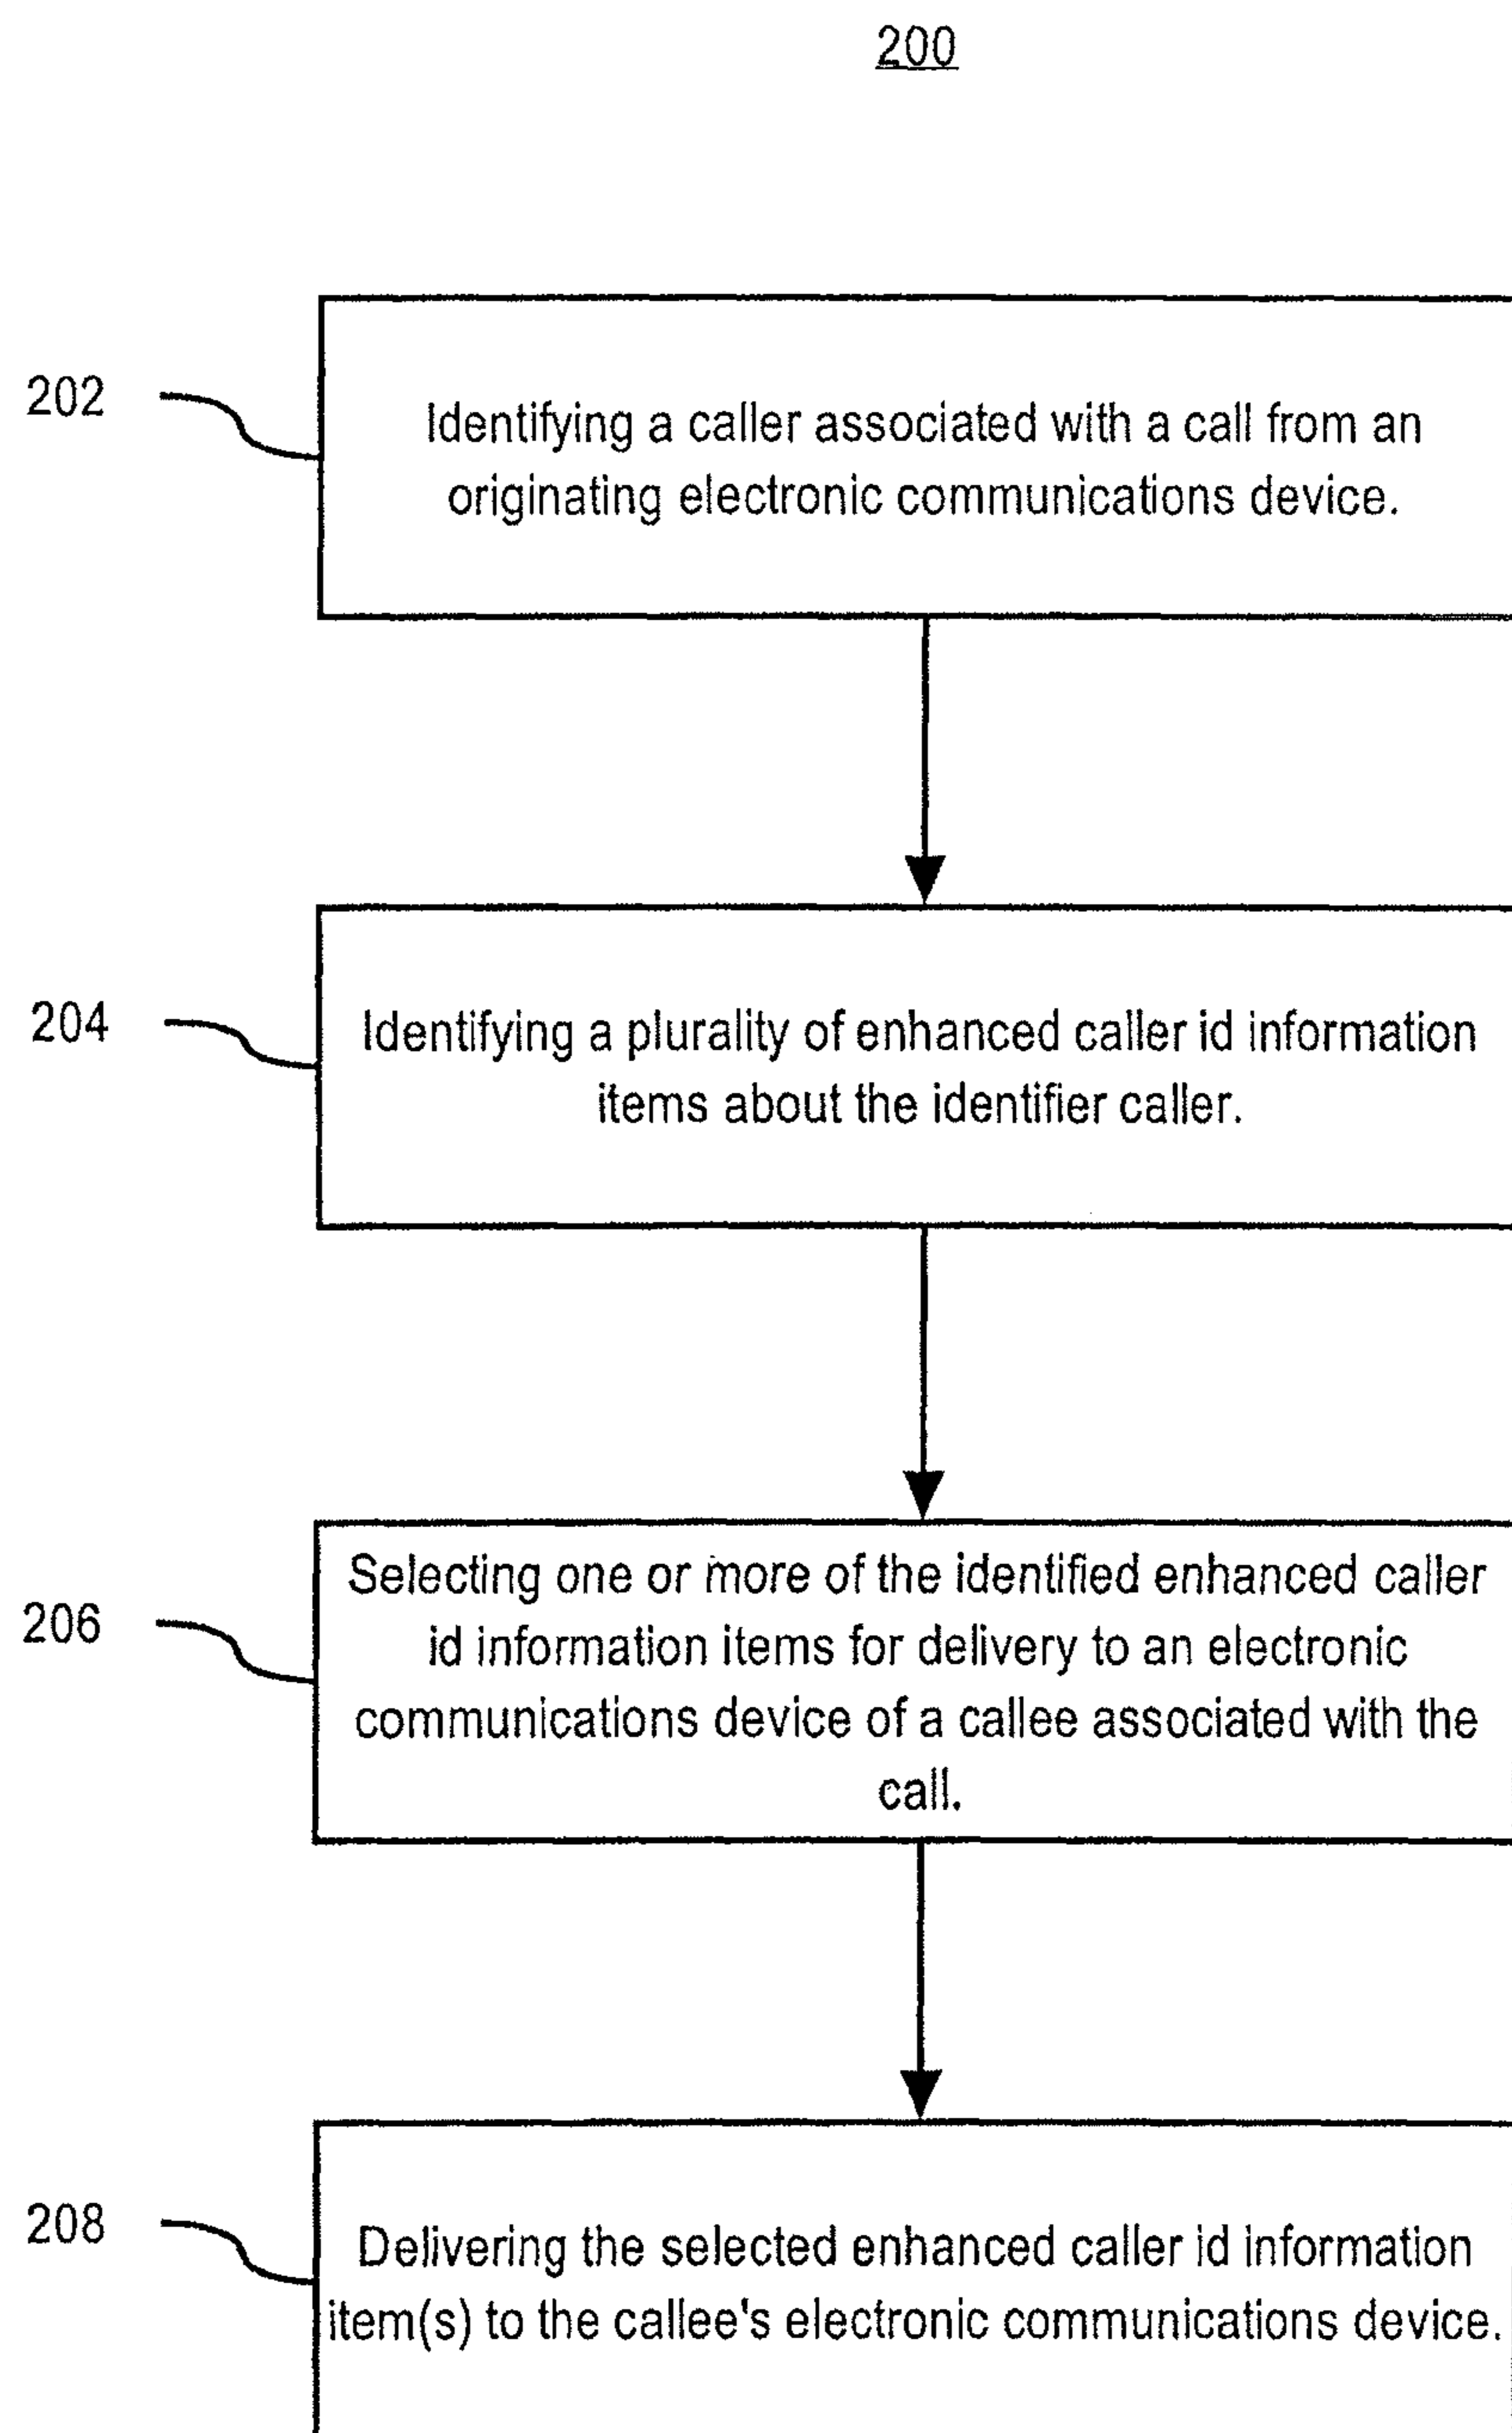 200
202
Identifying a caller associated with a call from an
originating electronic communications device.
204
Identifying a plurality of enhanced caller id information
items about the identifier caller.
206
Selecting one or more of the identified enhanced caller
id information items for delivery to an electronic
communications device of a callee associated with the
call.
208
Delivering the selected enhanced caller id information
item(s) to the callee's electronic communications device.